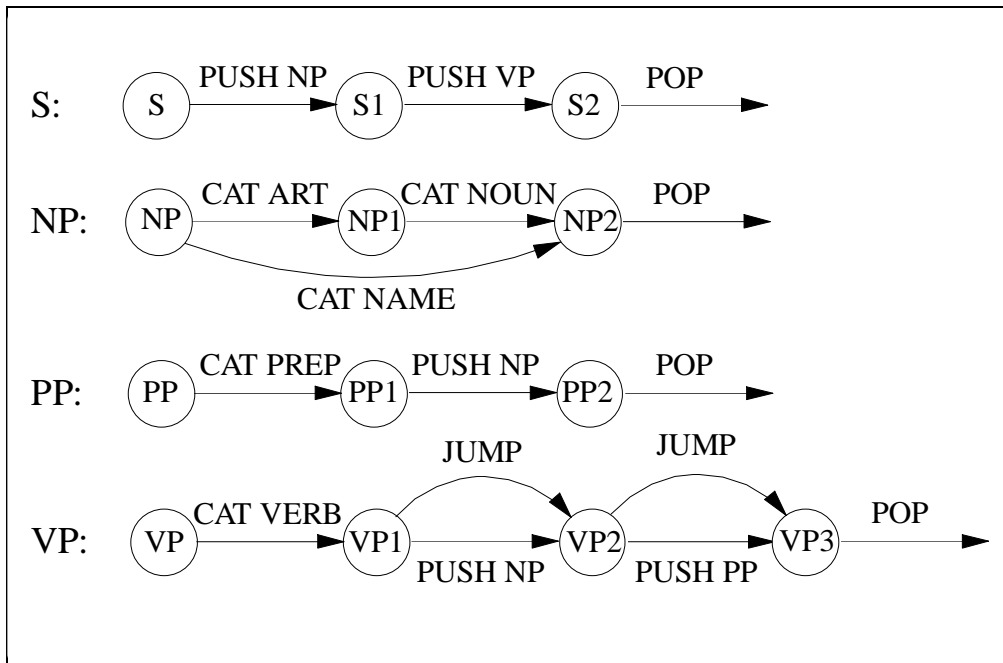 PUSH NP PUSH VP POP
S: S S1 S2
CAT ART CAT NOUN POP
NP: NP NP1 NP2
CAT NAME
CAT PREP PUSH NP POP
PP: PP PP1 PP2
JUMP JUMP
CAT VERB POP
VP: VP VP1 VP2 VP3
PUSH NP PUSH PP